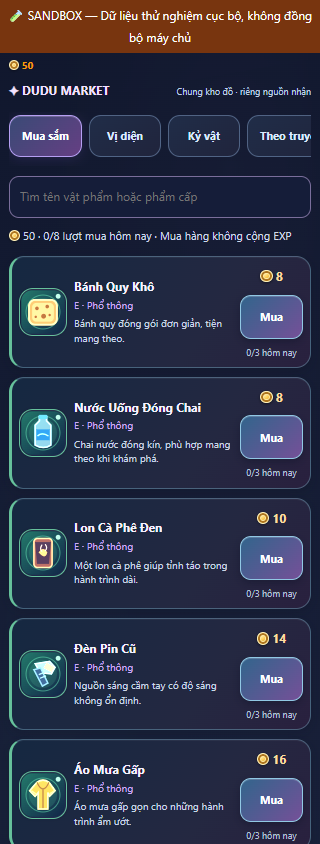 SANDBOX — Dữ liệu thử nghiệm cục bộ, không đồng
bộ máy chủ
50
✦ DUDU MARKET
Chung kho đồ · riêng nguồn nhận
Mua sắm
Vị diện
Kỷ vật
Theo truy
Tìm tên vật phẩm hoặc phẩm cấp
50 · 0/8 lượt mua hôm nay · Mua hàng không cộng EXP
Bánh Quy Khô
E · Phổ thông
Bánh quy đóng gói đơn giản, tiện
mang theo.
8
Mua
0/3 hôm nay
Nước Uống Đóng Chai
E · Phổ thông
Chai nước đóng kín, phù hợp mang
theo khi khám phá.
8
Mua
0/3 hôm nay
Lon Cà Phê Đen
E · Phổ thông
Một lon cà phê giúp tỉnh táo trong
hành trình dài.
10
Mua
0/3 hôm nay
Đèn Pin Cũ
E · Phổ thông
Nguồn sáng cầm tay có độ sáng
không ổn định.
14
Mua
0/3 hôm nay
Áo Mưa Gấp
E · Phổ thông
Áo mưa gấp gọn cho những hành
trình ẩm ướt.
16
Mua
0/3 hôm nay